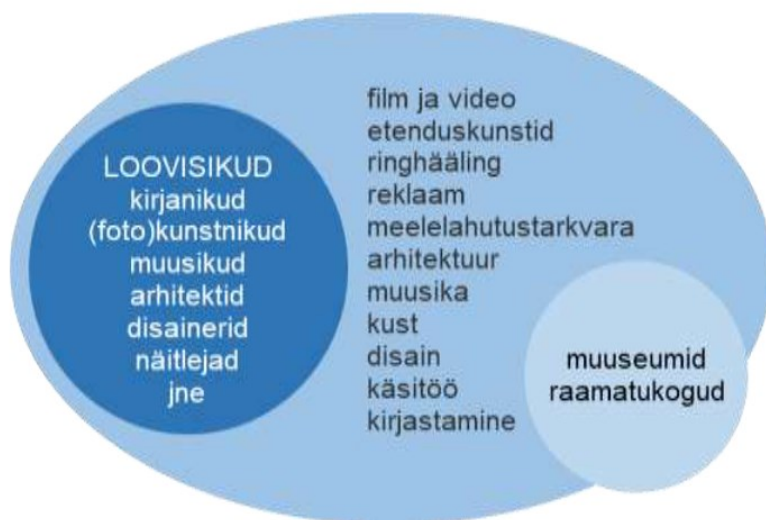 LOOVISIKUD
kirjanikud
(foto)kunstnikud
muusikud
arhitektid
disainerid
näitlejad
jne
film ja video
etenduskunstid
ringhääling
reklaam
meelelahutustarkvara
arhitektuur
muusika
kust
disain
käsitöö
kirjastamine
muuseumid
raamatukogud